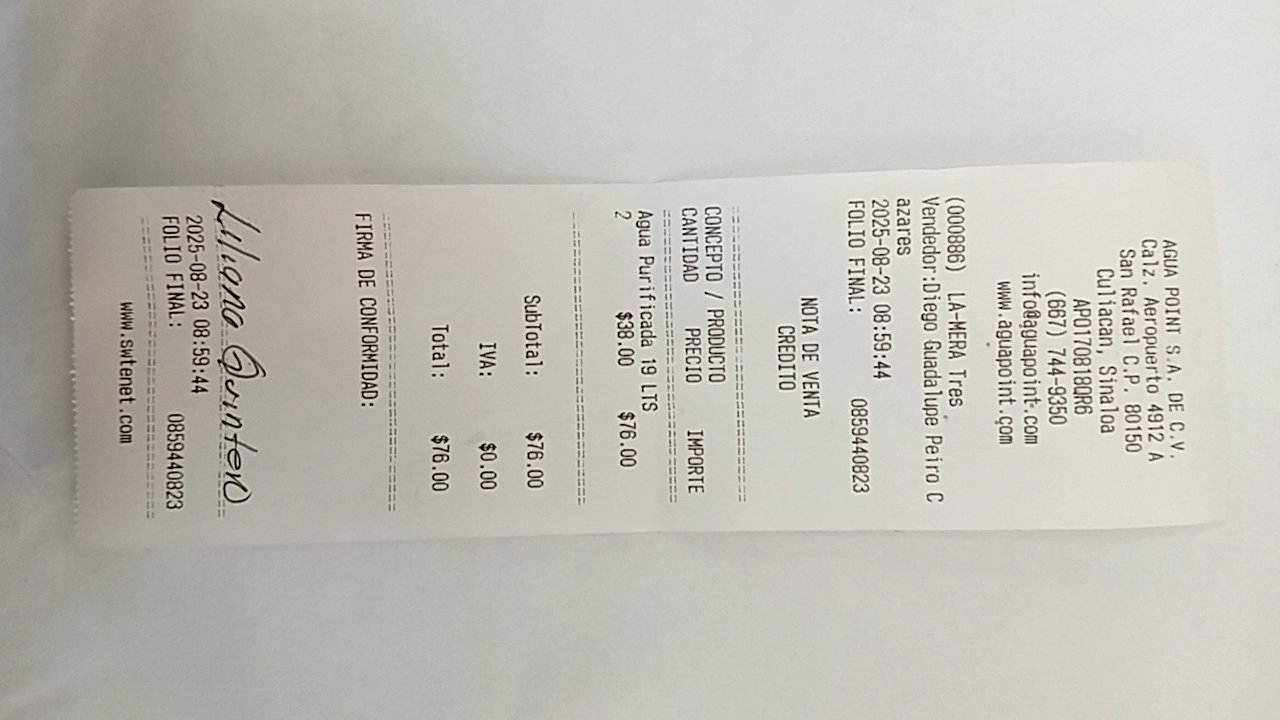 AGUA POINT S.A. DE C.V.
Calz. Aeropuerto 4912 A
San Rafael C.P. 80150
Culiacan, Sinaloa
APO170818QR6
(667) 744-9350
info@aguapoint.com
www.aguapoint.com
(000886) LA-MERA Tres
Vendedor:Diego Guadalupe Peiro C
azares
2025-08-23 08:59:44
FOLIO FINAL: 0859440823
NOTA DE VENTA
CREDITO
CONCEPTO / PRODUCTO
CANTIDAD PRECIO IMPORTE
Agua Purificada 19 LTS
2 $38.00 $76.00
SubTotal: $76.00
IVA: $0.00
Total: $76.00
FIRMA DE CONFORMIDAD:
Liliana Quintero
2025-08-23 08:59:44
FOLIO FINAL: 0859440823
www.swtenet.com